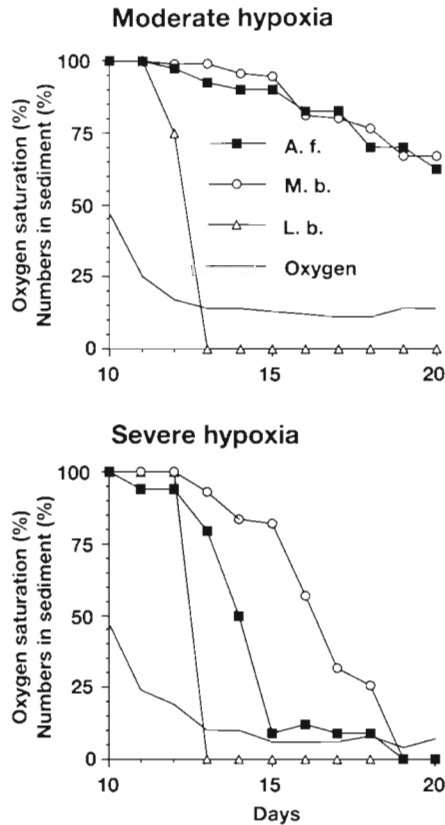 Moderate hypoxia
Oxygen saturation (%)
Numbers in sediment (%)
100
75
50
25
0
A. f.
M. b.
L. b.
Oxygen
10
15
20
Severe hypoxia
Oxygen saturation (%)
Numbers in sediment (%)
100
75
50
25
0
10
15
20
Days